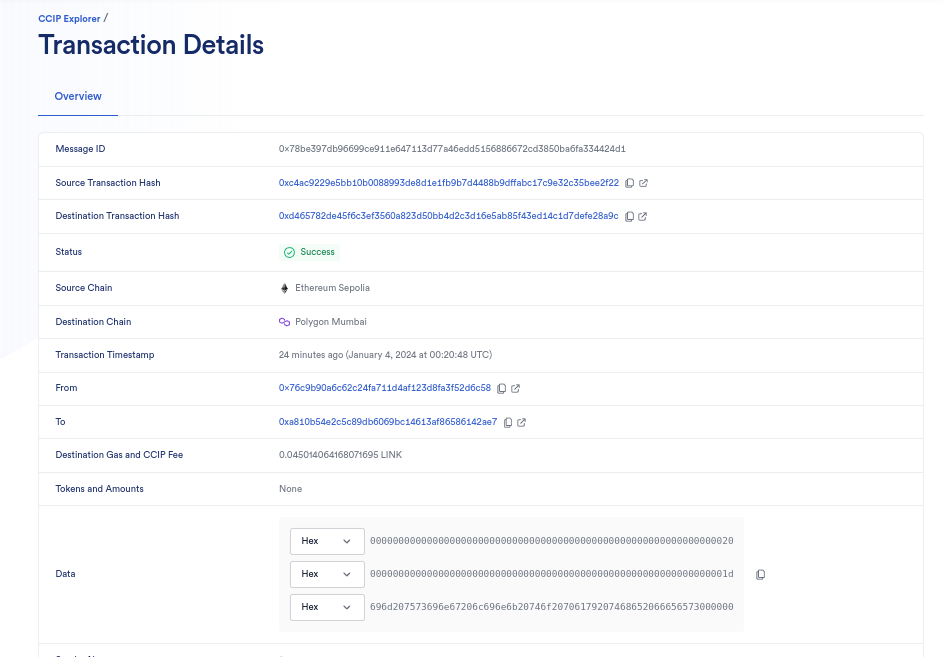 CCIP Explorer /
Transaction Details
Overview
Message ID 0x78be397db96699ce911e647113d77a46edd5156886672cd3850ba6fa334424d1
Source Transaction Hash 0xc4ac9229e5bb10b0088993de8d1e1fb9b7d4488b9dffabc17c9e32c35bee2f22
Destination Transaction Hash 0xd465782de45f6c3ef3560a823d50bb4d2c3d16e5ab85f43ed14c1d7defe28a9c
Status Success
Source Chain Ethereum Sepolia
Destination Chain Polygon Mumbai
Transaction Timestamp 24 minutes ago (January 4, 2024 at 00:20:48 UTC)
From 0x76c9b90a6c62c24fa711d4af123d8fa3f52d6c58
To 0xa810b54e2c5c89db6069bc14613af86586142ae7
Destination Gas and CCIP Fee 0.045014064168071695 LINK
Tokens and Amounts None
Data
Hex 0000000000000000000000000000000000000000000000000000000000000020
Hex 000000000000000000000000000000000000000000000000000000000000001d
Hex 696d207573696e67206c696e6b20746f20706179207468652066656573000000